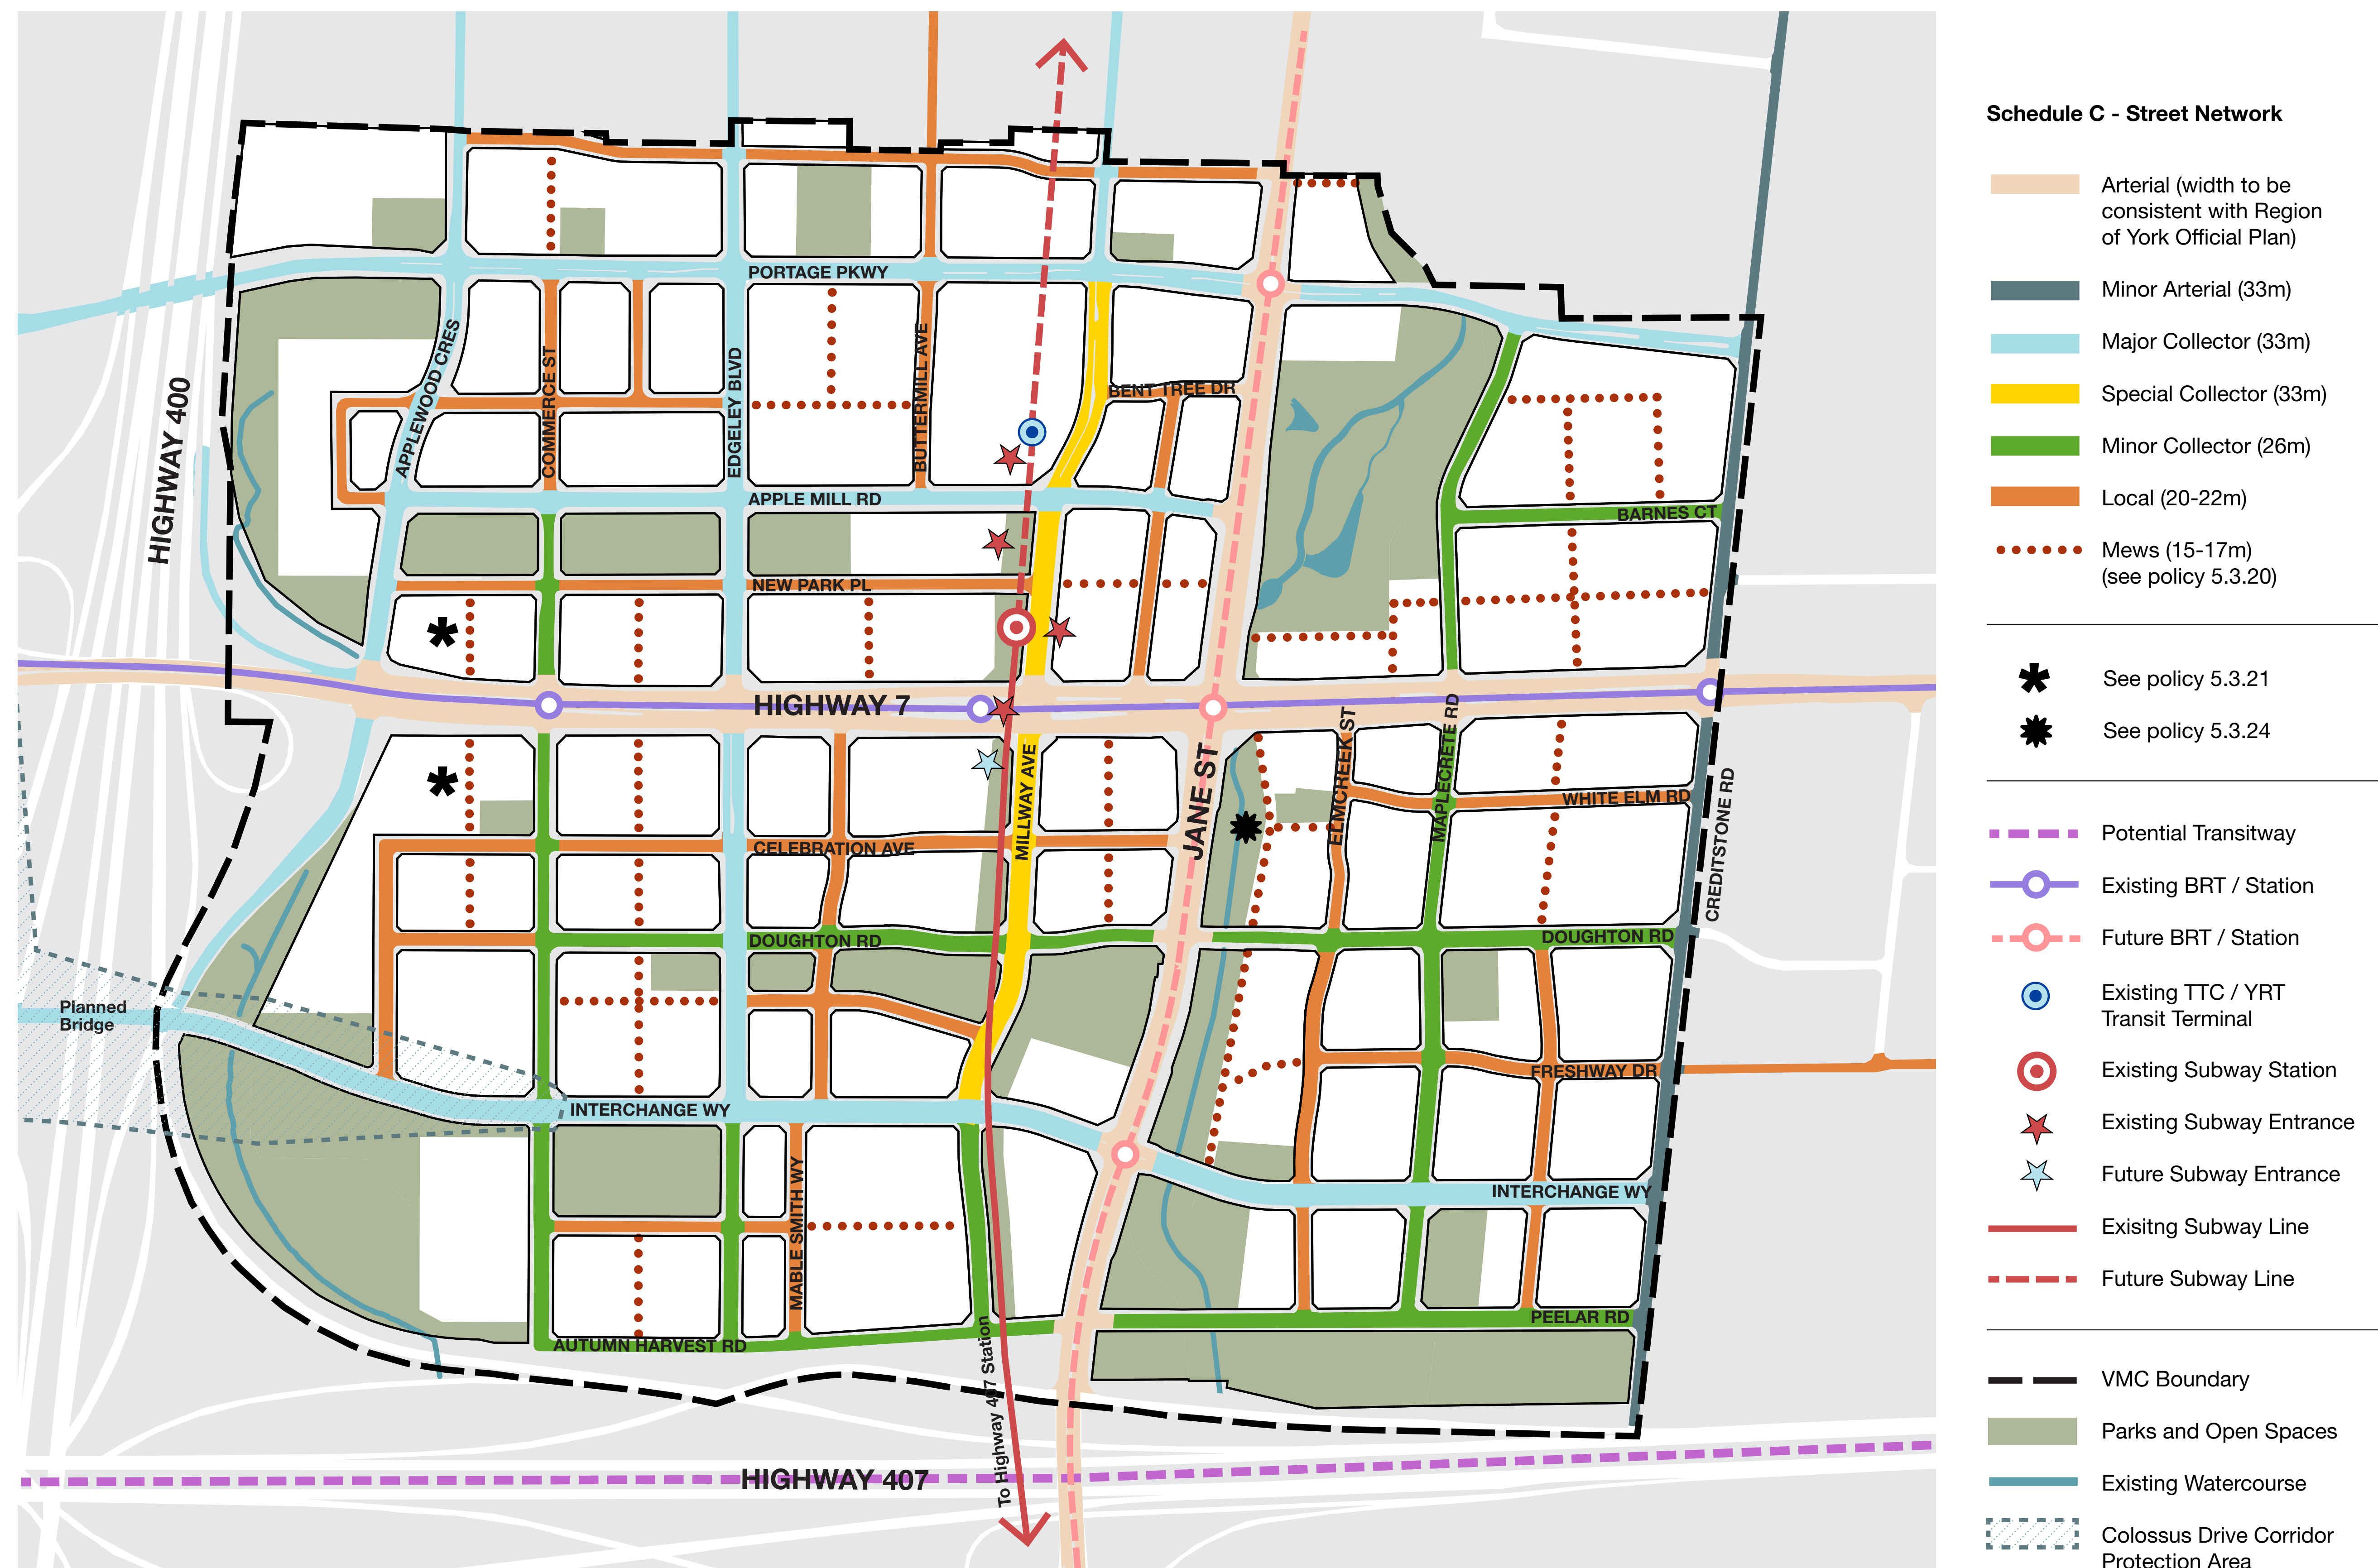 PORTAGE PKWY
APPLEWOOD CRES
COMMERCE ST
EDGELEY BLVD
BUTTERMILL AVE
BENT TREE DR
HIGHWAY 400
APPLE MILL RD
BARNES CT
NEW PARK PL
HIGHWAY 7
MILLWAY AVE
JANE ST
ELMCREEK ST
MAPLECRETE RD
WHITE ELM RD
CREDITSTONE RD
CELEBRATION AVE
DOUGHTON RD
DOUGHTON RD
Planned
Bridge
FRESHWAY DR
INTERCHANGE WY
MABLE SMITH WY
INTERCHANGE WY
PEELAR RD
AUTUMN HARVEST RD
To Highway 407 Station
HIGHWAY 407
Schedule C - Street Network
Arterial (width to be
consistent with Region
of York Official Plan)
Minor Arterial (33m)
Major Collector (33m)
Special Collector (33m)
Minor Collector (26m)
Local (20-22m)
Mews (15-17m)
(see policy 5.3.20)
See policy 5.3.21
See policy 5.3.24
Potential Transitway
Existing BRT / Station
Future BRT / Station
Existing TTC / YRT
Transit Terminal
Existing Subway Station
Existing Subway Entrance
Future Subway Entrance
Exisitng Subway Line
Future Subway Line
VMC Boundary
Parks and Open Spaces
Existing Watercourse
Colossus Drive Corridor
Protection Area